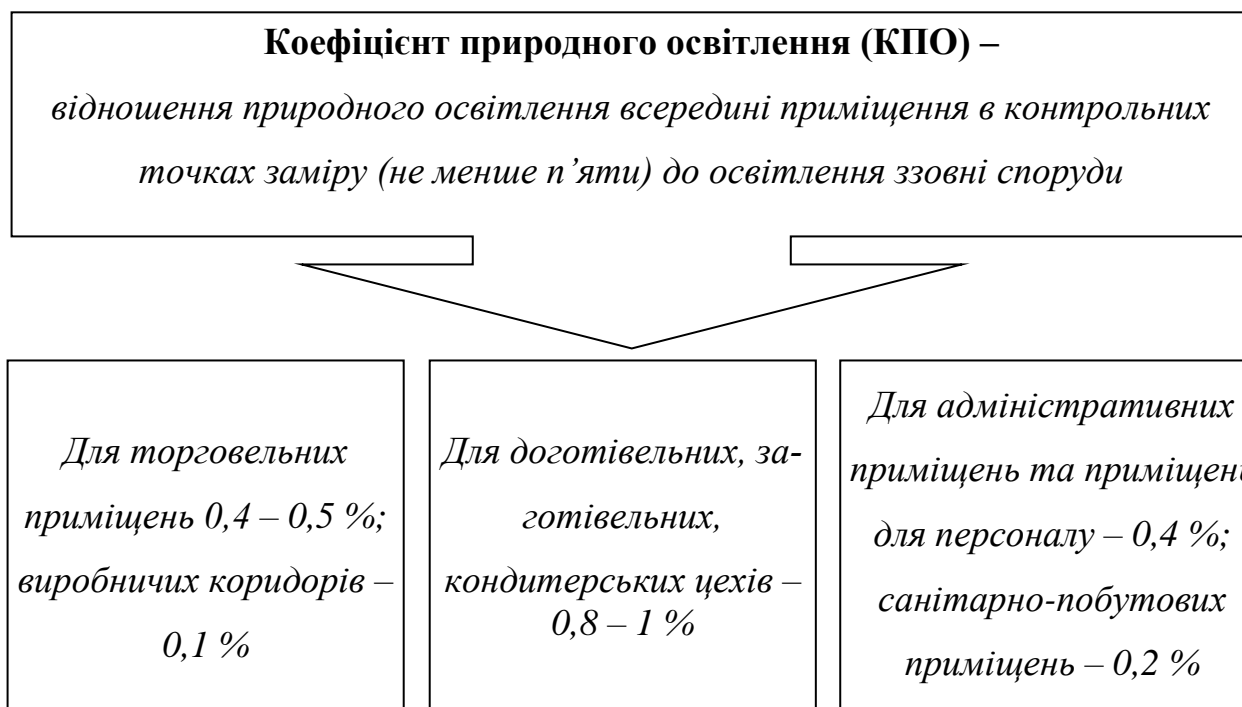 Коефіцієнт природного освітлення (КПО) –
відношення природного освітлення всередині приміщення в контрольних
точках заміру (не менше п’яти) до освітлення ззовні споруди
Для торговельних
приміщень 0,4 – 0,5 %;
виробничих коридорів –
0,1 %
Для доготівельних, за-
готівельних,
кондитерських цехів –
0,8 – 1 %
Для адміністративних
приміщень та приміщень
для персоналу – 0,4 %;
санітарно-побутових
приміщень – 0,2 %